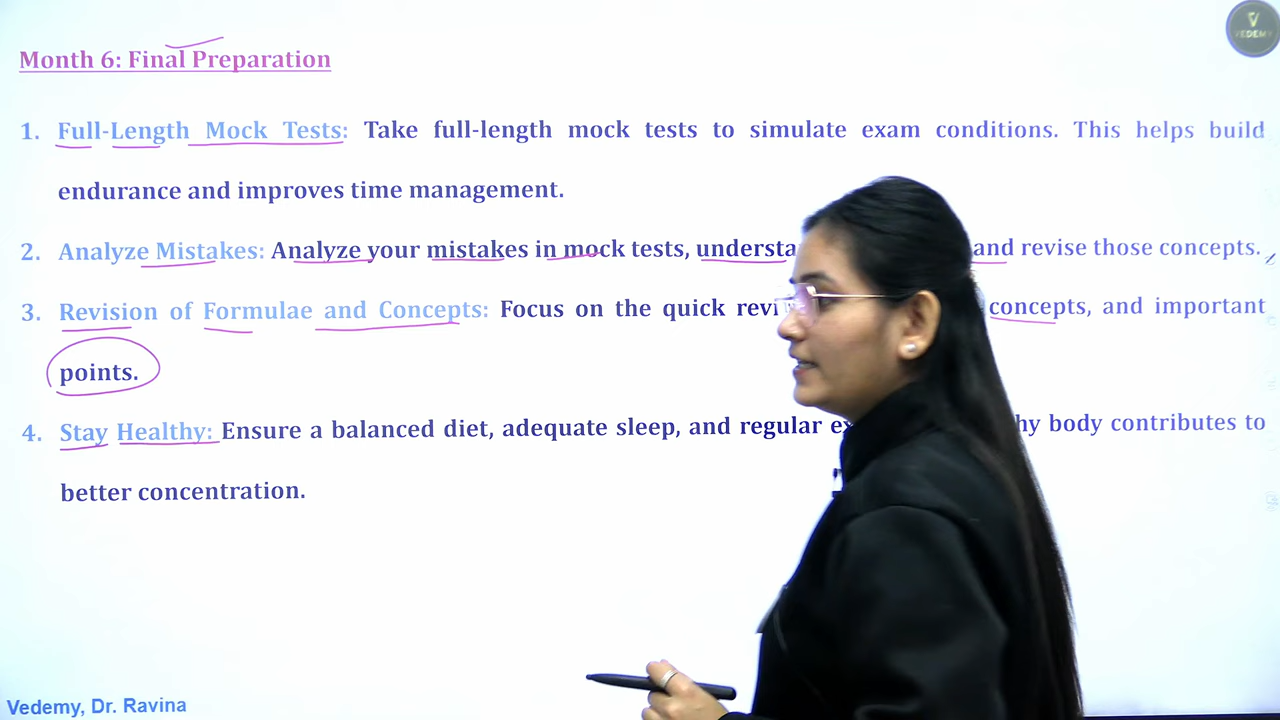 VEDEMY
Month 6: Final Preparation
1. Full-Length Mock Tests: Take full-length mock tests to simulate exam conditions. This helps build
endurance and improves time management.
2. Analyze Mistakes: Analyze your mistakes in mock tests, and revise those concepts.
3. Revision of Formulae and Concepts: Focus on the quick concepts, and important
points.
4. Stay Healthy: Ensure a balanced diet, adequate sleep, and regular body contributes to
better concentration.
Vedemy, Dr. Ravina